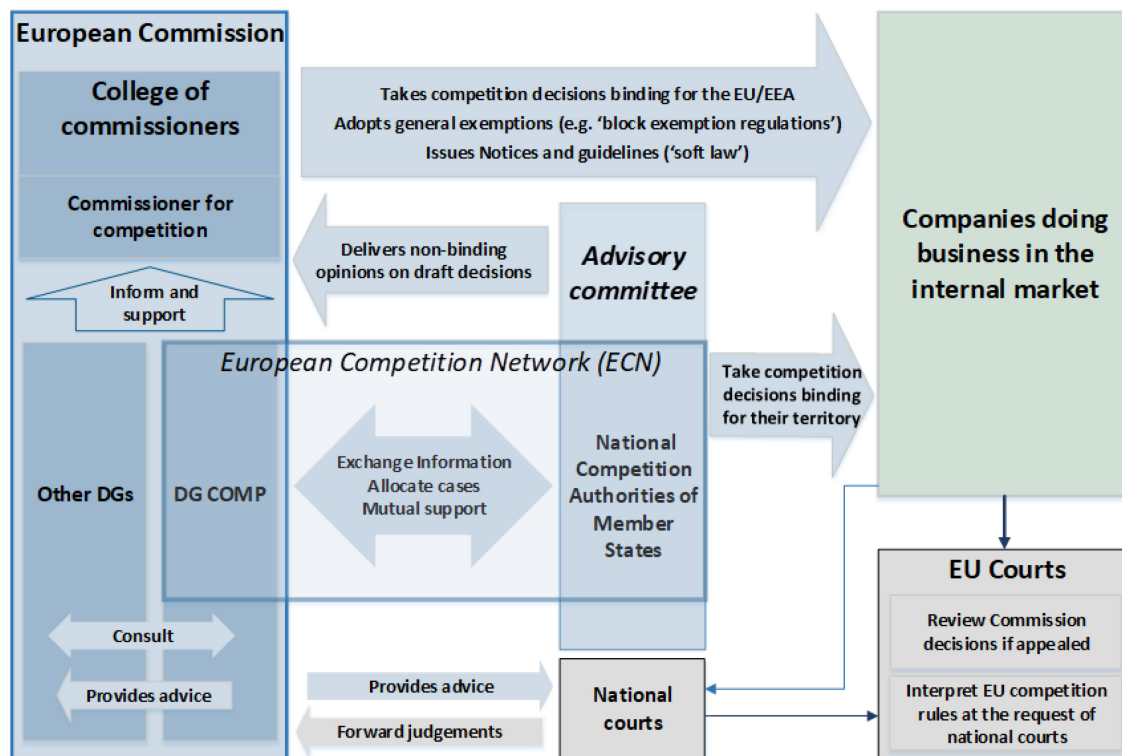 European Commission
College of
commissioners
Commissioner for
competition
Inform and
support
Other DGs
DG COMP
Consult
Provides advice
Takes competition decisions binding for the EU/EEA
Adopts general exemptions (e.g. ‘block exemption regulations’)
Issues Notices and guidelines (‘soft law’)
Delivers non-binding
opinions on draft decisions
Advisory
committee
European Competition Network (ECN)
Exchange Information
Allocate cases
Mutual support
National
Competition
Authorities of
Member
States
Take competition
decisions binding
for their territory
Companies doing
business in the
internal market
Provides advice
Forward judgements
National
courts
EU Courts
Review Commission
decisions if appealed
Interpret EU competition
rules at the request of
national courts